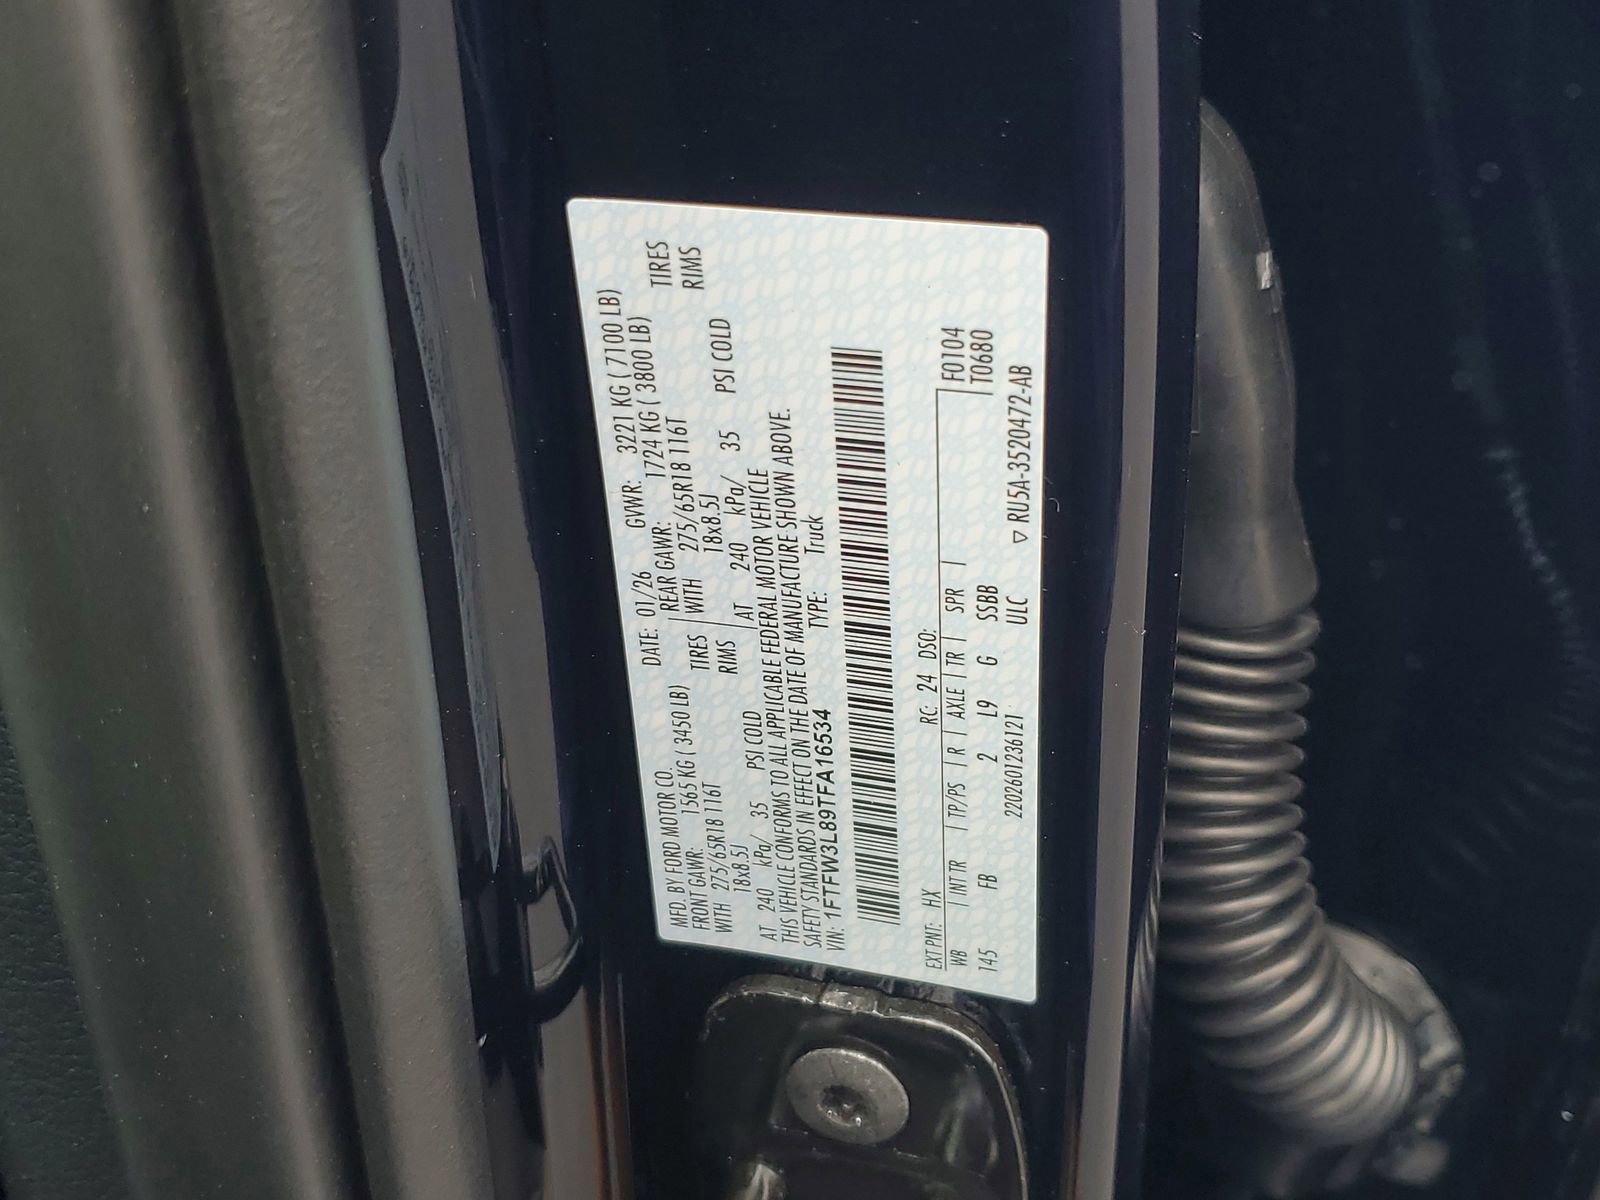 MFD. BY FORD MOTOR CO. DATE: 01/26 GVWR: 3221 KG ( 7100 LB)
FRONT GAWR: 1565 KG ( 3450 LB) REAR GAWR: 1724 KG ( 3800 LB)
WITH 275/65R18 116T TIRES WITH 275/65R18 116T TIRES
18x8.5J RIMS 18x8.5J RIMS
AT 240 kPa/ 35 PSI COLD AT 240 kPa/ 35 PSI COLD
THIS VEHICLE CONFORMS TO ALL APPLICABLE FEDERAL MOTOR VEHICLE
SAFETY STANDARDS IN EFFECT ON THE DATE OF MANUFACTURE SHOWN ABOVE.
VIN: 1FTFW3L89TFA16534 TYPE: Truck
EXT PNT: HX RC: 24 DSO: F0104
WB | INT TR | TP/PS | R | AXLE | TR | SPR | T0680
145 FB 2 L9 G SSBB
2202601236121 ULC ▽ RU5A-3520472-AB